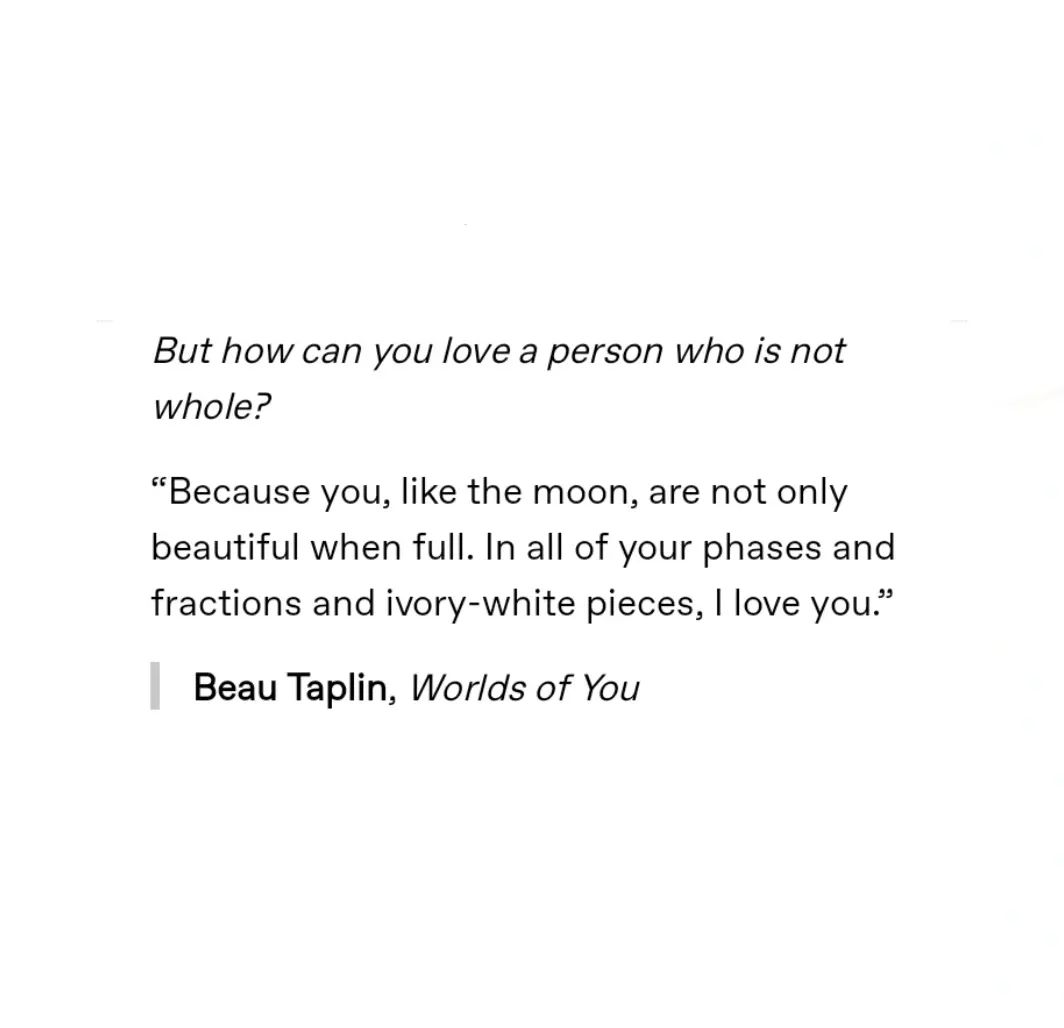 But how can you love a person who is not
whole?
“Because you, like the moon, are not only
beautiful when full. In all of your phases and
fractions and ivory-white pieces, I love you.”
Beau Taplin, Worlds of You